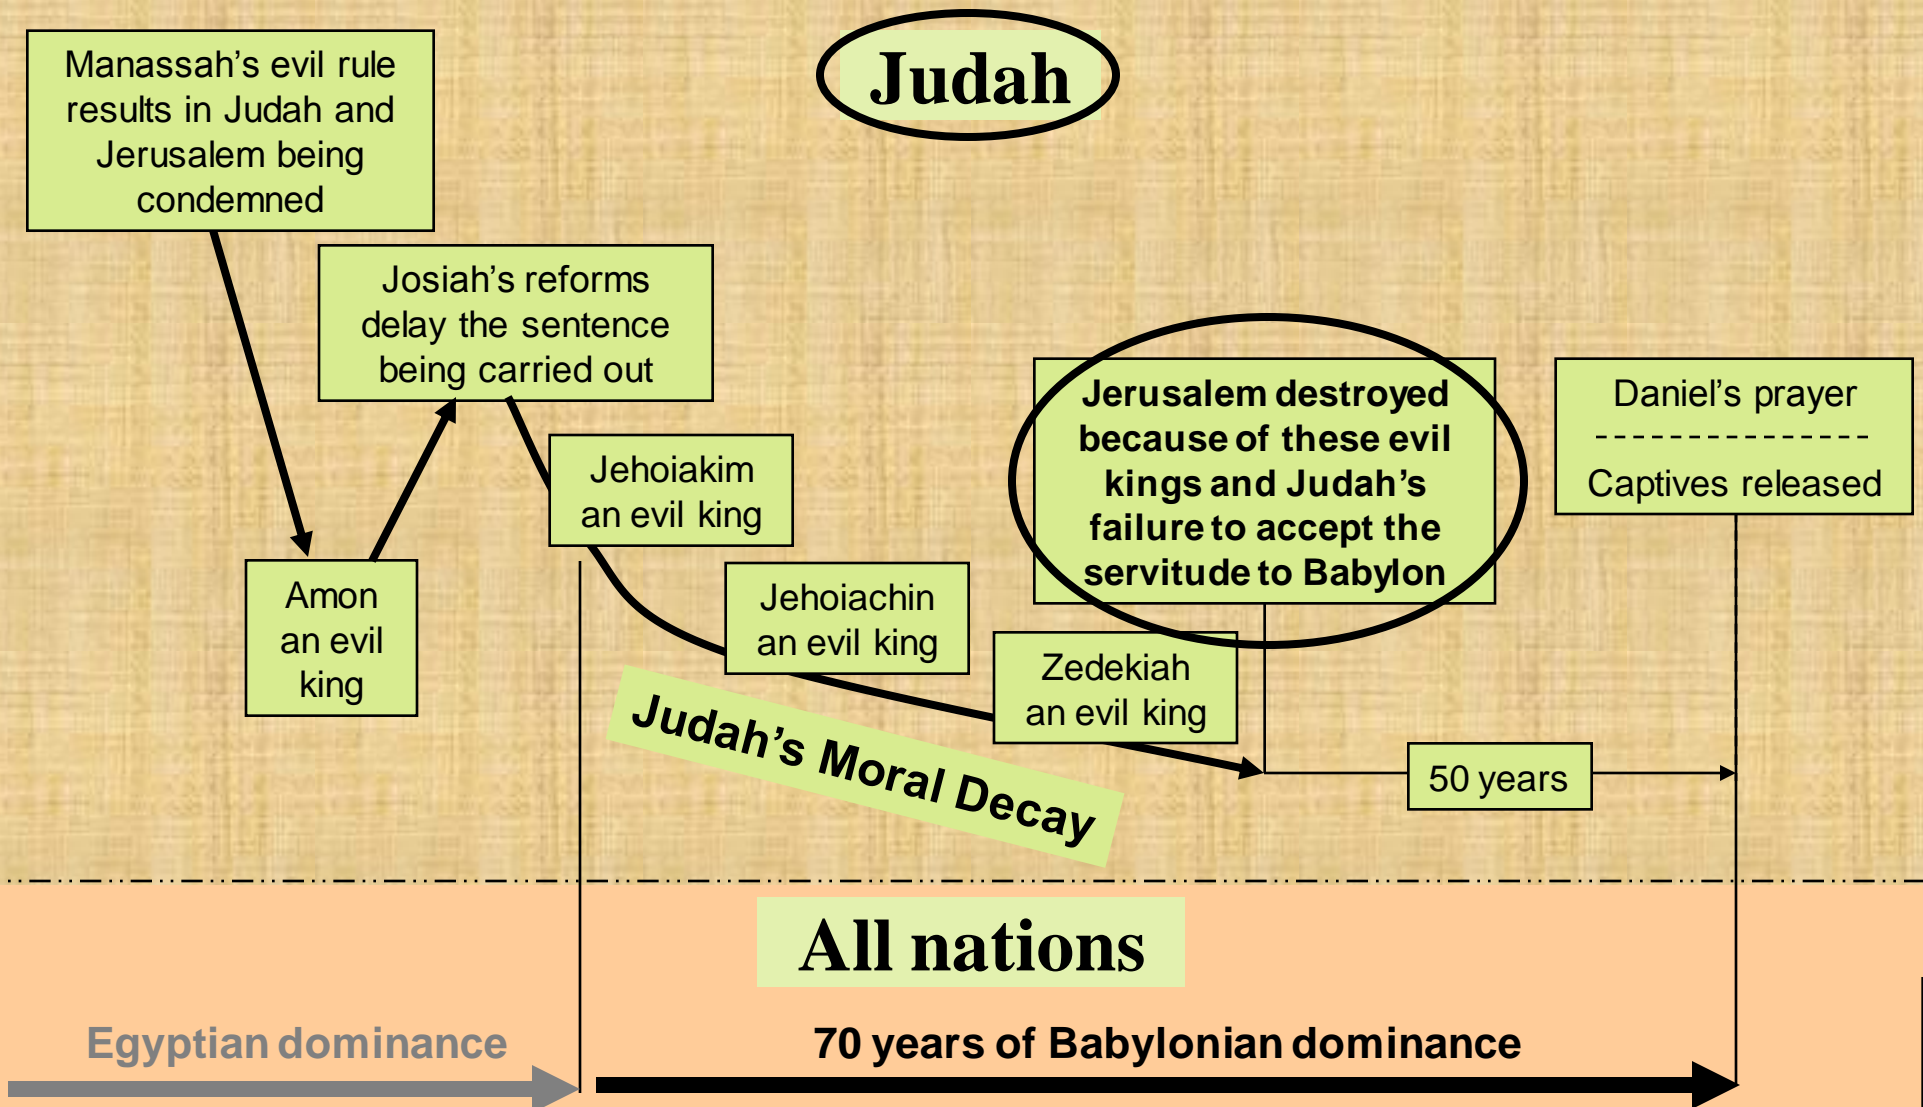 Judah
Manassah’s evil rule
results in Judah and
Jerusalem being
condemned
Josiah’s reforms
delay the sentence
being carried out
Amon
an evil
king
Jehoiakim
an evil king
Jehoiachin
an evil king
Zedekiah
an evil king
Jerusalem destroyed
because of these evil
kings and Judah’s
failure to accept the
servitude to Babylon
Daniel’s prayer
Captives released
Judah’s Moral Decay
50 years
All nations
Egyptian dominance
70 years of Babylonian dominance